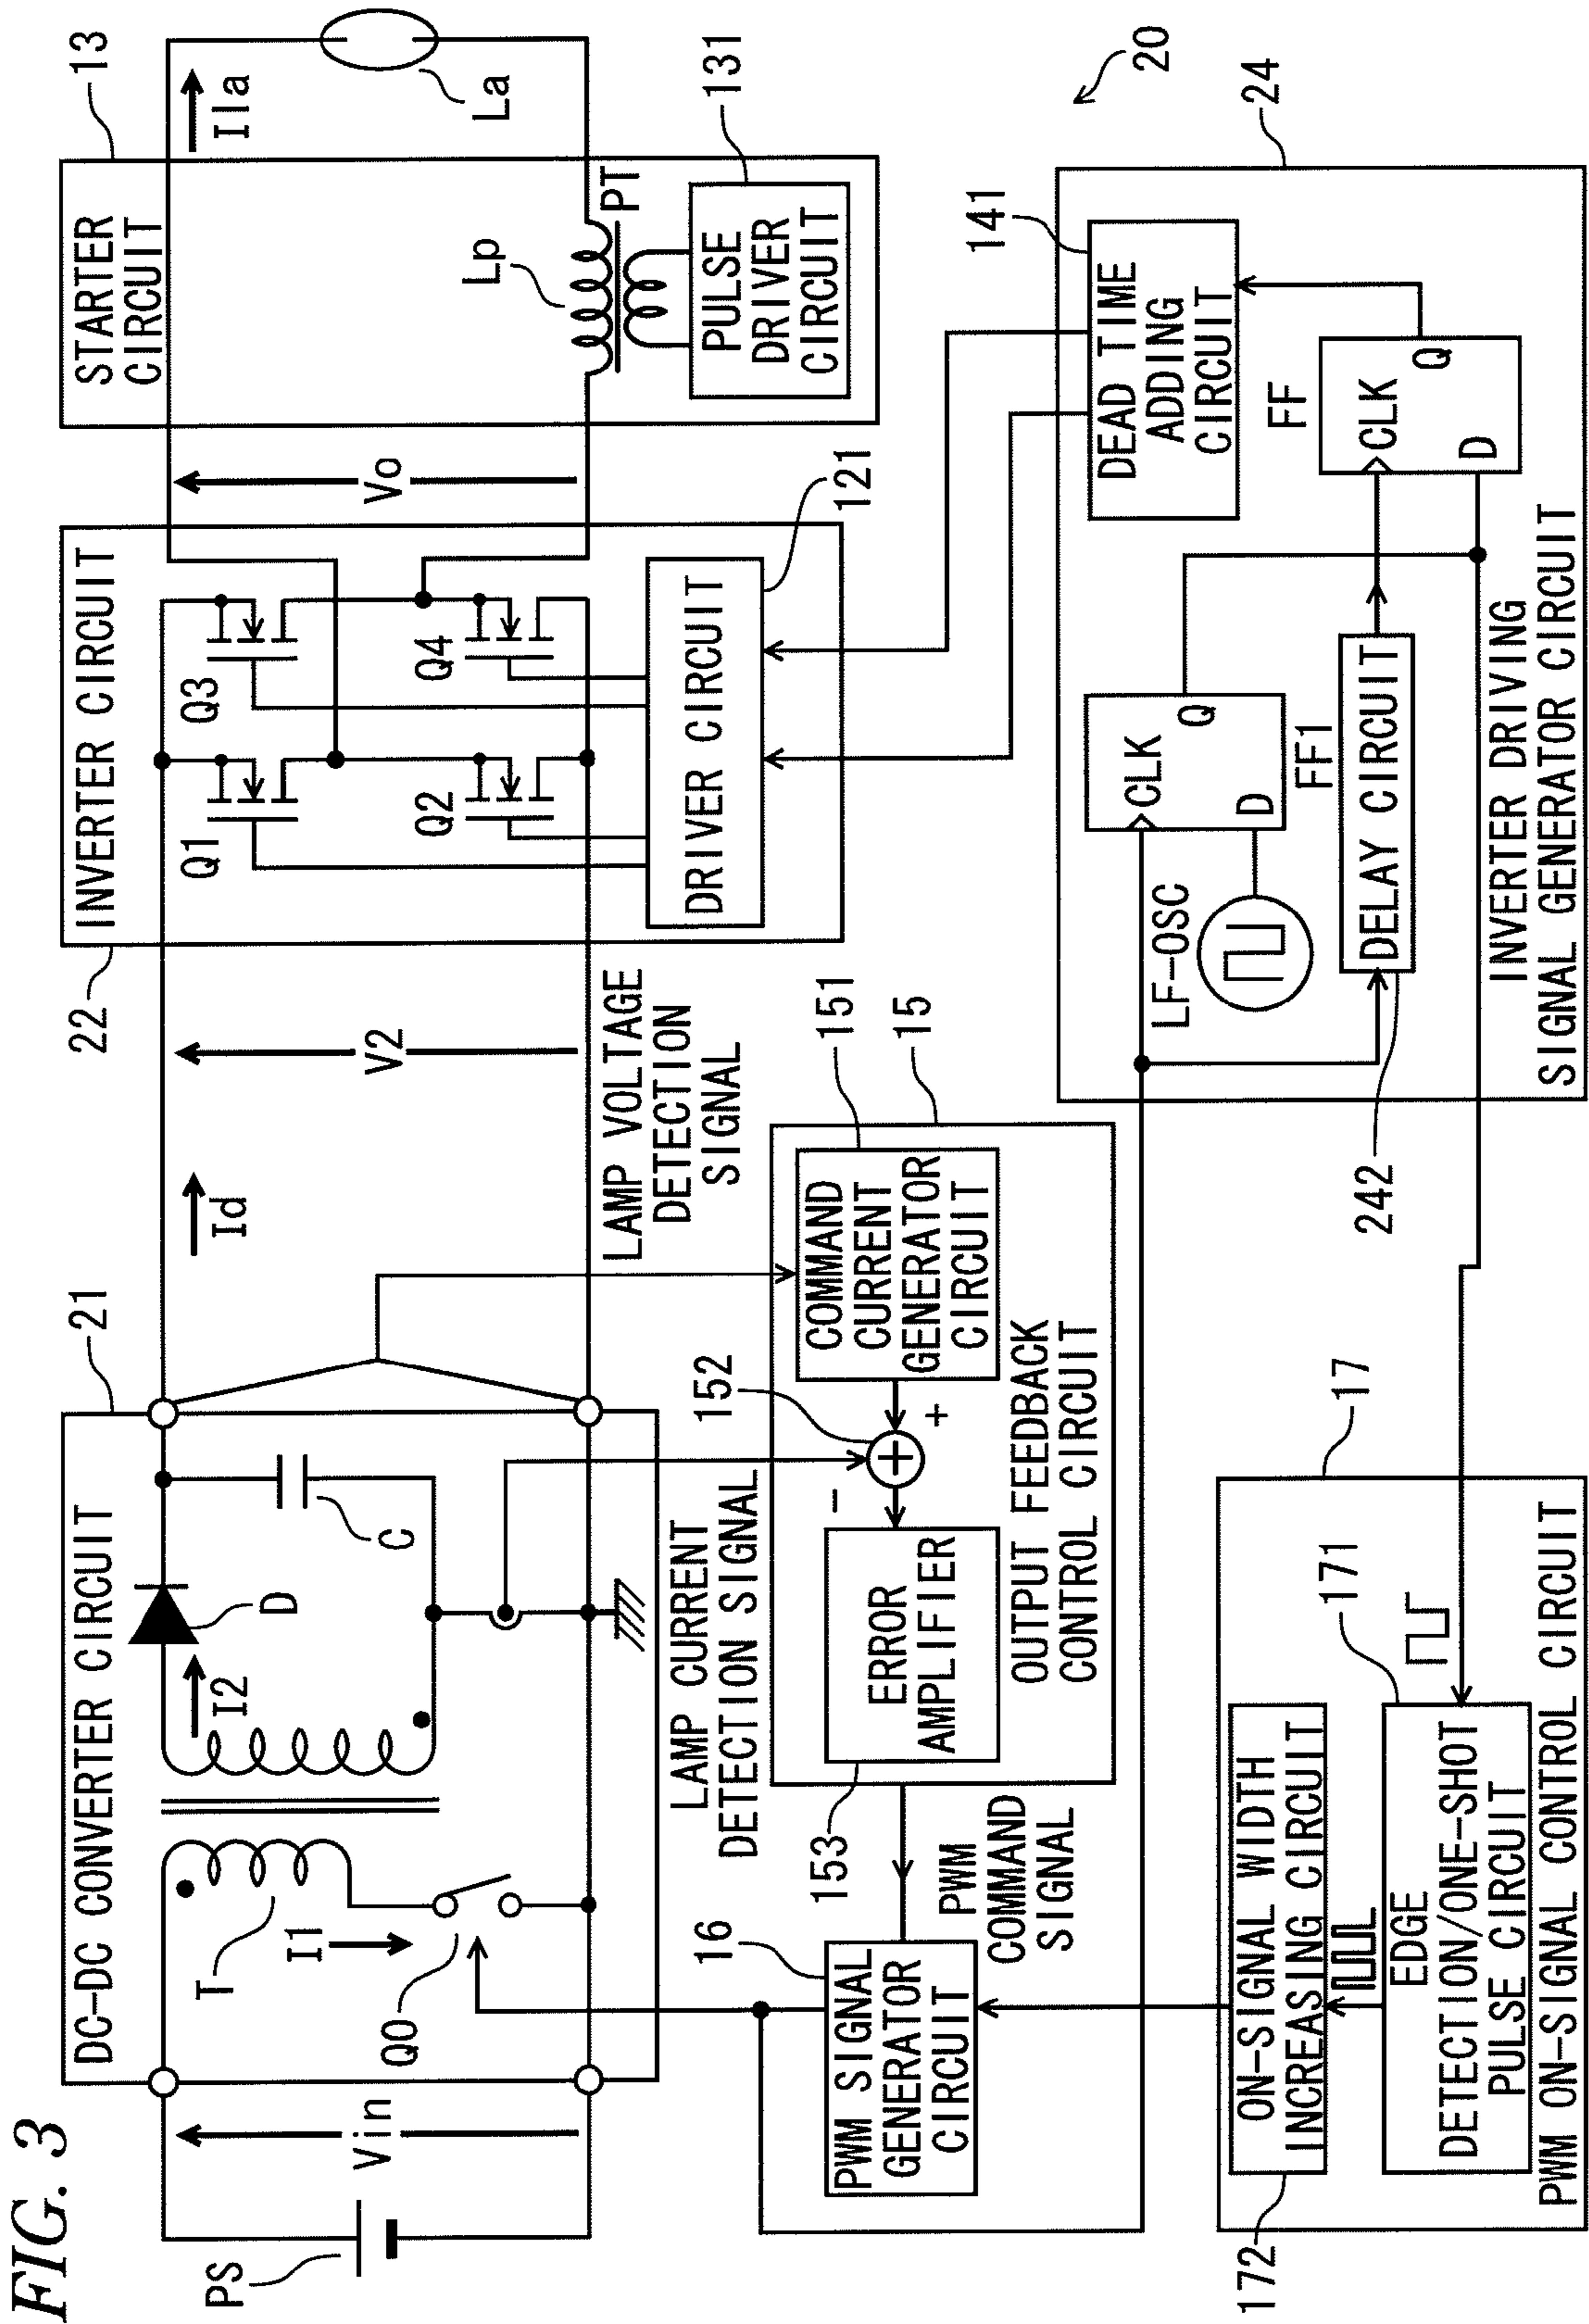 FIG. 3
PS
Vin
DC-DC CONVERTER CIRCUIT
21
T
I1
Q0
I2
D
C
Id
V2
22
INVERTER CIRCUIT
Q1
Q3
Q2
Q4
DRIVER CIRCUIT
121
Vo
STARTER
CIRCUIT
13
Lp
PT
PULSE
DRIVER
CIRCUIT
131
Ila
La
LAMP CURRENT
DETECTION SIGNAL
LAMP VOLTAGE
DETECTION
SIGNAL
16
PWM SIGNAL
GENERATOR
CIRCUIT
PWM
COMMAND
SIGNAL
153
ERROR
AMPLIFIER
152
-
+
COMMAND
CURRENT
GENERATOR
CIRCUIT
151
15
OUTPUT FEEDBACK
CONTROL CIRCUIT
172
ON-SIGNAL WIDTH
INCREASING CIRCUIT
EDGE
DETECTION/ONE-SHOT
PULSE CIRCUIT
171
17
PWM ON-SIGNAL CONTROL CIRCUIT
LF-OSC
CLK
Q
D
FF1
DELAY CIRCUIT
242
DEAD TIME
ADDING
CIRCUIT
141
FF
CLK
Q
D
24
20
INVERTER DRIVING
SIGNAL GENERATOR CIRCUIT